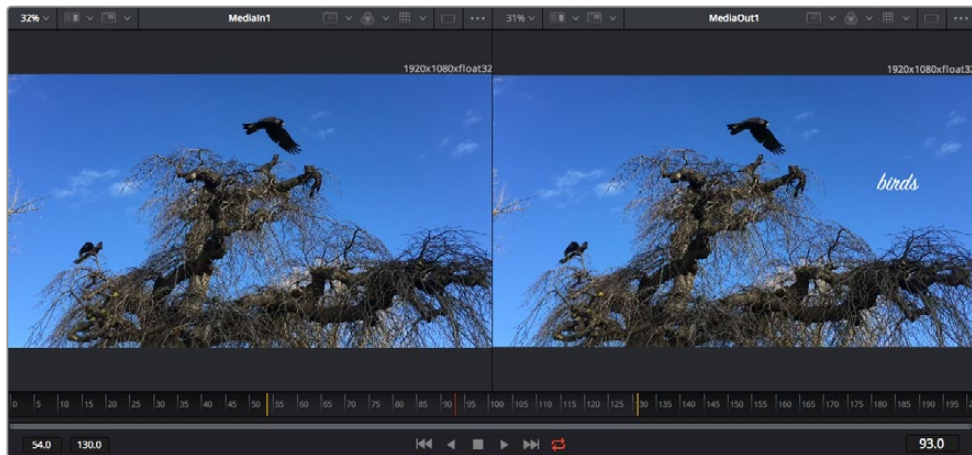 32% MediaIn1 31% MediaOut1
1920x1080xfloat32 1920x1080xfloat32
birds
0 5 10 15 20 25 30 35 40 45 50 55 60 65 70 75 80 85 90 95 100 105 110 115 120 125 30 135 140 145 150 155 160 165 170 175 180 185 190 195
54.0 130.0 93.0